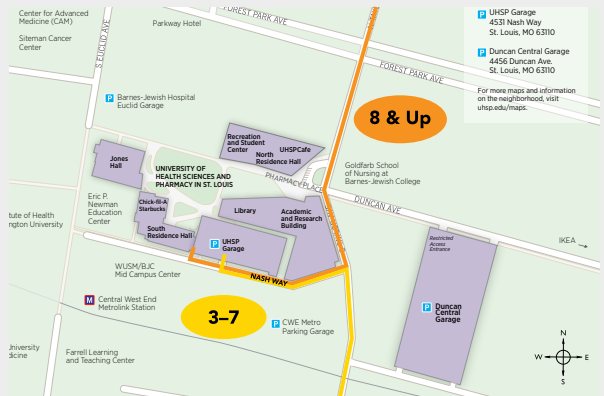 Center for Advanced
Medicine (CAM)
Siteman Cancer
Center
S EUCLID AVE
Parkway Hotel
FOREST PARK AVE
FOREST PARK AVE
P UHSP Garage
4531 Nash Way
St. Louis, MO 63110
P Duncan Central Garage
4456 Duncan Ave.
St. Louis, MO 63110
For more maps and information
on the neighborhood, visit
uhsp.edu/maps.
P Barnes-Jewish Hospital
Euclid Garage
8 & Up
Recreation
and Student
Center
UHSPCafe
North
Residence Hall
Jones
Hall
UNIVERSITY OF
HEALTH SCIENCES AND
PHARMACY IN ST. LOUIS
PHARMACY PLACE
Goldfarb School
of Nursing at
Barnes-Jewish College
DUNCAN AVE
Eric P.
Newman
Education
Center
Chick-fil-A
Starbucks
Library
Academic
and Research
Building
South
Residence Hall
P UHSP
Garage
Restricted
Access
Entrance
IKEA
tute of Health
ngton University
WUSM/BJC
Mid Campus Center
NASH WAY
M Central West End
Metrolink Station
3–7
P CWE Metro
Parking Garage
P Duncan
Central
Garage
University
dicine
Farrell Learning
and Teaching Center
N
W E
S